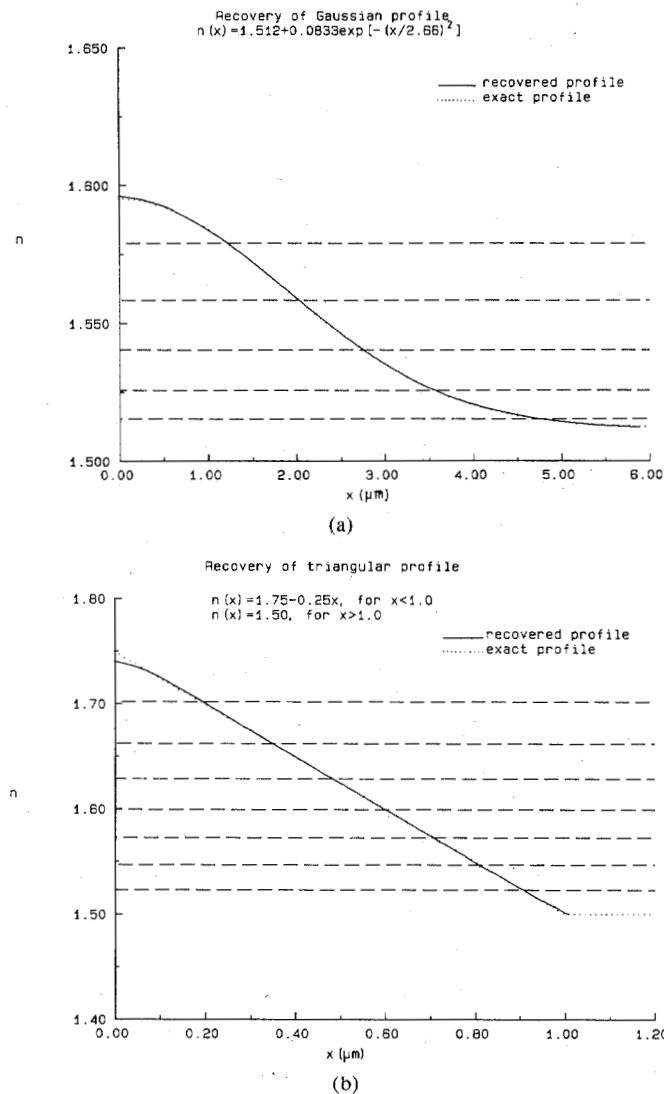 Recovery of Gaussian profile
n(x)=1.512+0.0833exp[-(x/2.66)²]
1.650
recovered profile
exact profile
1.600
n
1.550
1.500
0.00 1.00 2.00 3.00 4.00 5.00 6.00
x (µm)
(a)
Recovery of triangular profile
1.80
n(x)=1.75-0.25x, for x<1.0
n(x)=1.50, for x>1.0
recovered profile
exact profile
1.70
n
1.60
1.50
1.40
0.00 0.20 0.40 0.60 0.80 1.00 1.20
x (µm)
(b)